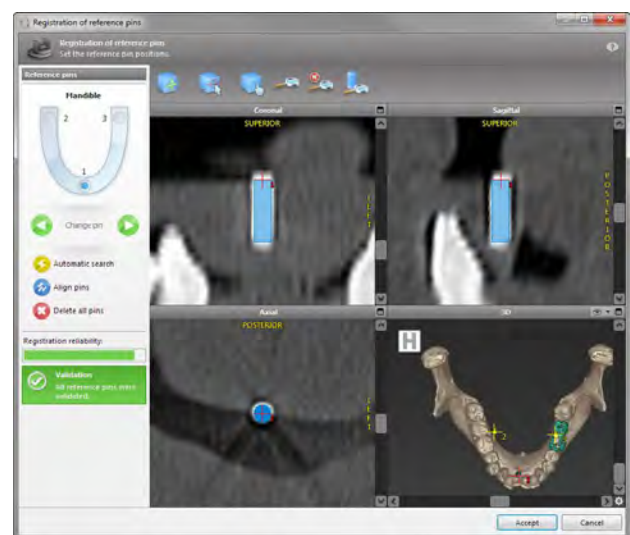 Registration of reference pins
Registration of reference pins
Set the reference pin positions.
Reference pins
Mandible
2 3
1
Change pin
Automatic search
Align pins
Delete all pins
Registration reliability:
Validation
All reference pins were
validated.
Coronal
SUPERIOR
LEFT
Sagittal
SUPERIOR
POSTERIOR
Axial
POSTERIOR
LEFT
3D
H
2
Accept
Cancel